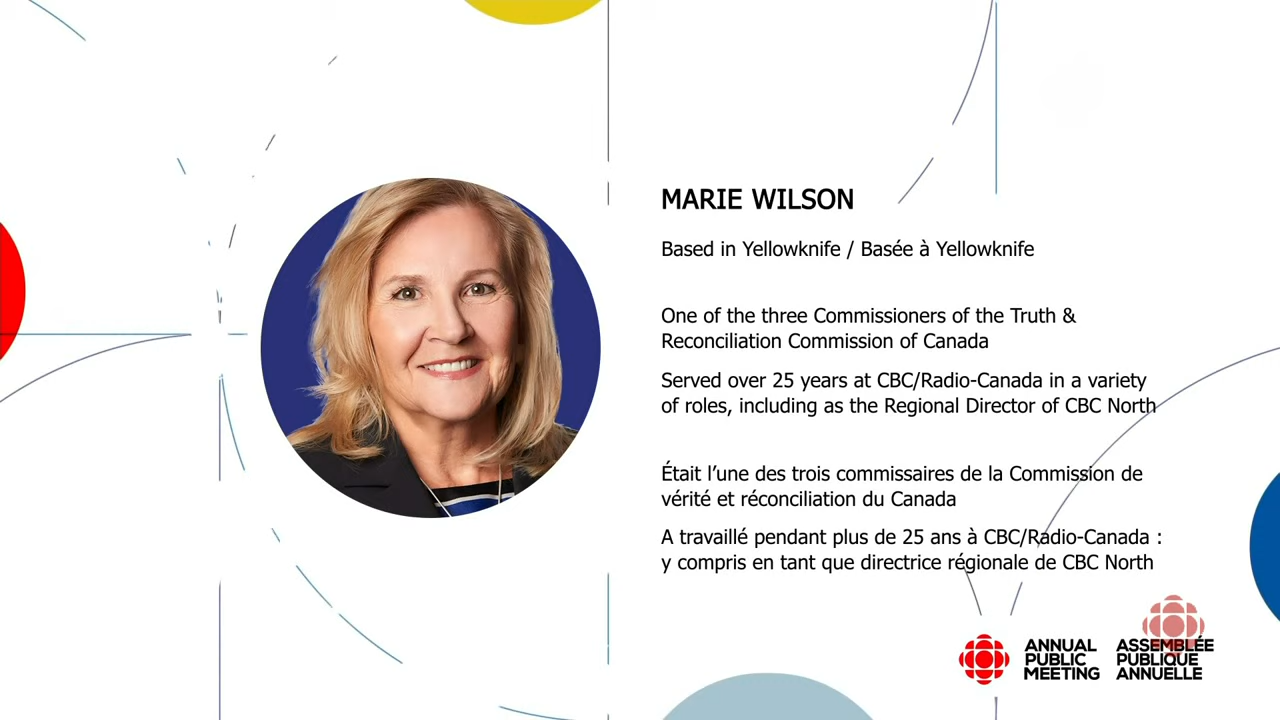 MARIE WILSON
Based in Yellowknife / Basée à Yellowknife
One of the three Commissioners of the Truth &
Reconciliation Commission of Canada
Served over 25 years at CBC/Radio-Canada in a variety
of roles, including as the Regional Director of CBC North
Était l’une des trois commissaires de la Commission de
vérité et réconciliation du Canada
A travaillé pendant plus de 25 ans à CBC/Radio-Canada :
y compris en tant que directrice régionale de CBC North
ANNUAL
PUBLIC
MEETING
ASSEMBLÉE
PUBLIQUE
ANNUELLE